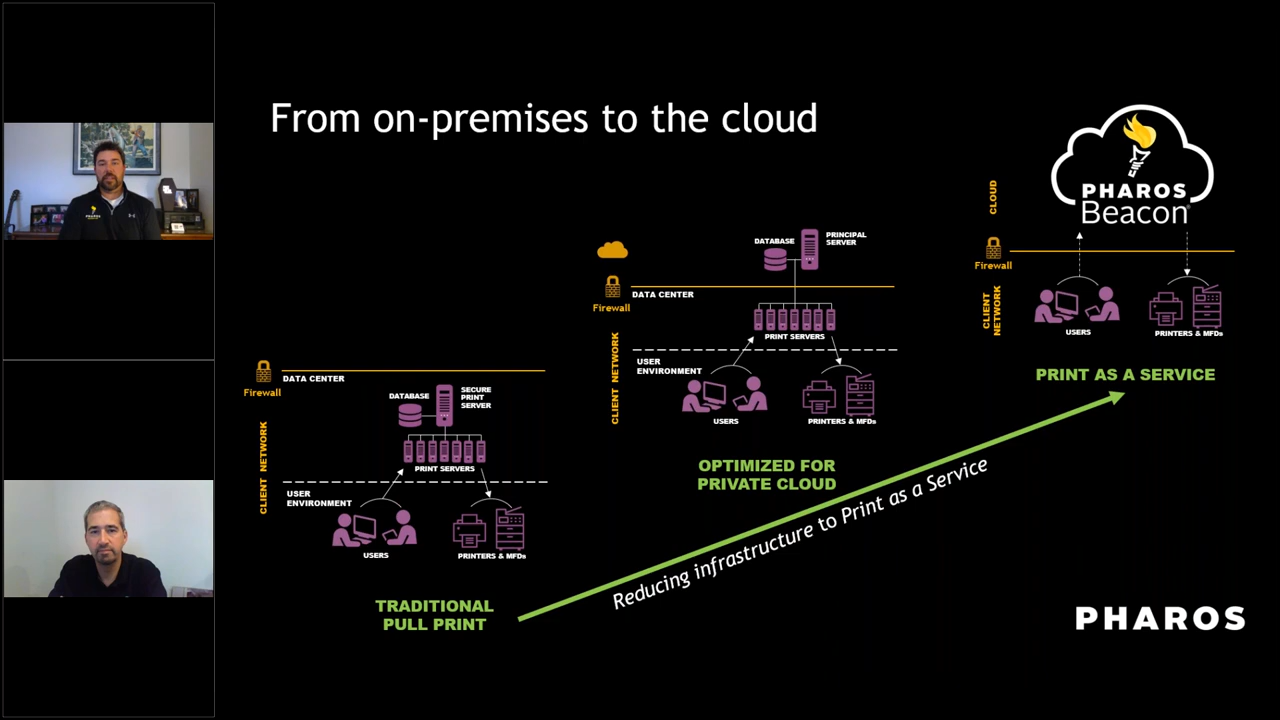 From on-premises to the cloud
Firewall
DATA CENTER
CLIENT NETWORK
DATABASE
SECURE
PRINT
SERVER
PRINT SERVERS
USER
ENVIRONMENT
USERS
PRINTERS & MFDs
TRADITIONAL
PULL PRINT
Firewall
DATA CENTER
CLIENT NETWORK
DATABASE
PRINCIPAL
SERVER
PRINT SERVERS
USER
ENVIRONMENT
USERS
PRINTERS & MFDs
OPTIMIZED FOR
PRIVATE CLOUD
CLOUD
PHAROS
Beacon
Firewall
CLIENT
NETWORK
USERS
PRINTERS & MFDs
PRINT AS A SERVICE
Reducing infrastructure to Print as a Service
PHAROS
PHAROS